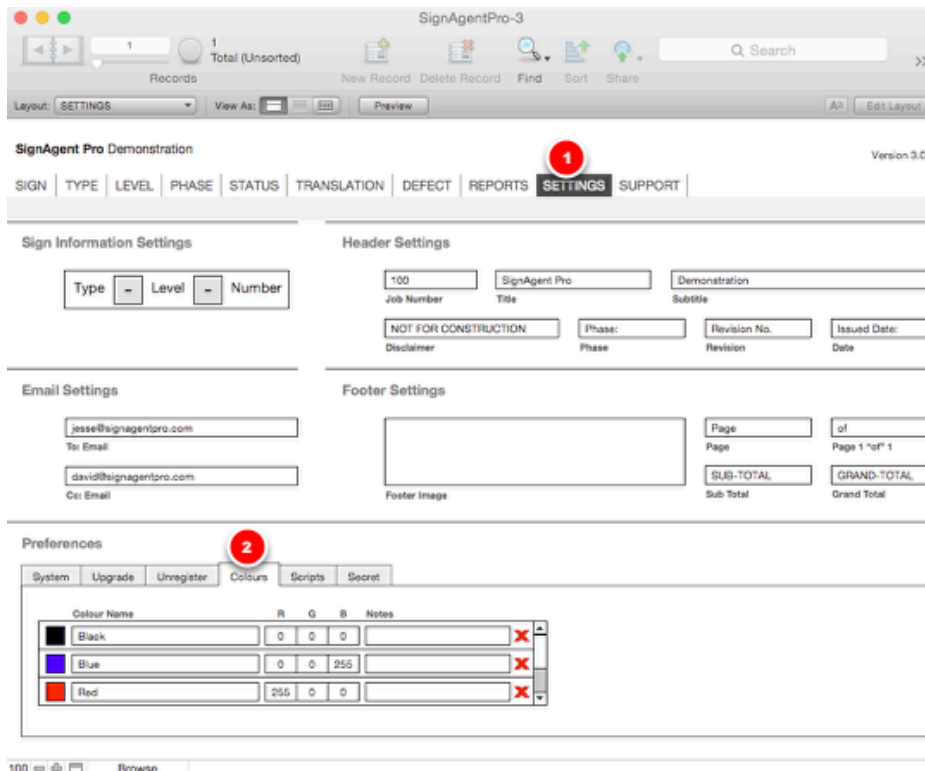 SignAgentPro-3
1
1
Total (Unsorted)
Records
New Record Delete Record Find Sort Share
Search
Layout: SETTINGS View As: Preview Aa Edit Layout
SignAgent Pro Demonstration
Version 3.0
1
SIGN TYPE LEVEL PHASE STATUS TRANSLATION DEFECT REPORTS SETTINGS SUPPORT
Sign Information Settings
Type - Level - Number
Header Settings
100 SignAgent Pro Demonstration
Job Number Title Subtitle
NOT FOR CONSTRUCTION Phase: Revision No. Issued Date:
Disclaimer Phase Revision Date
Email Settings
jesse@signagentpro.com
To: Email
david@signagentpro.com
Cc: Email
Footer Settings
Page of
Page Page 1 "of" 1
SUB-TOTAL GRAND-TOTAL
Footer Image Sub Total Grand Total
Preferences
2
System Upgrade Unregister Colours Scripts Secret
Colour Name R G B Notes
Black 0 0 0
Blue 0 0 255
Red 255 0 0
100 Browse